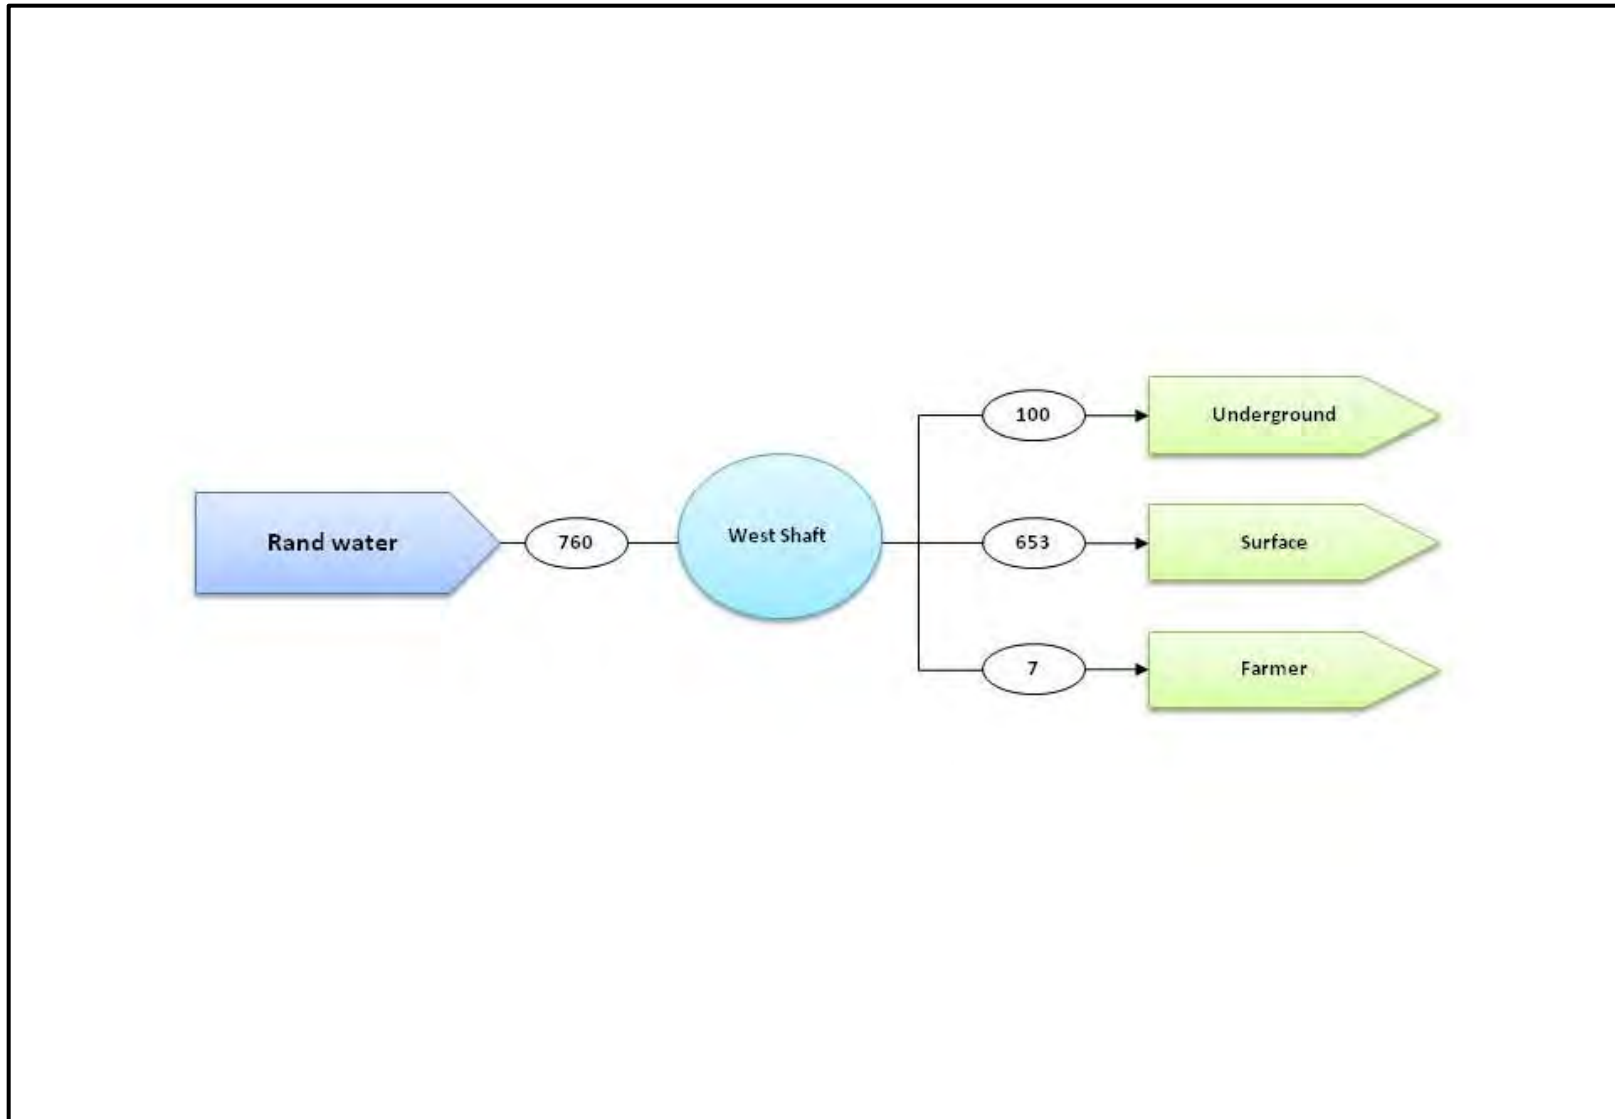 100
Underground
Rand water
760
West Shaft
653
Surface
7
Farmer